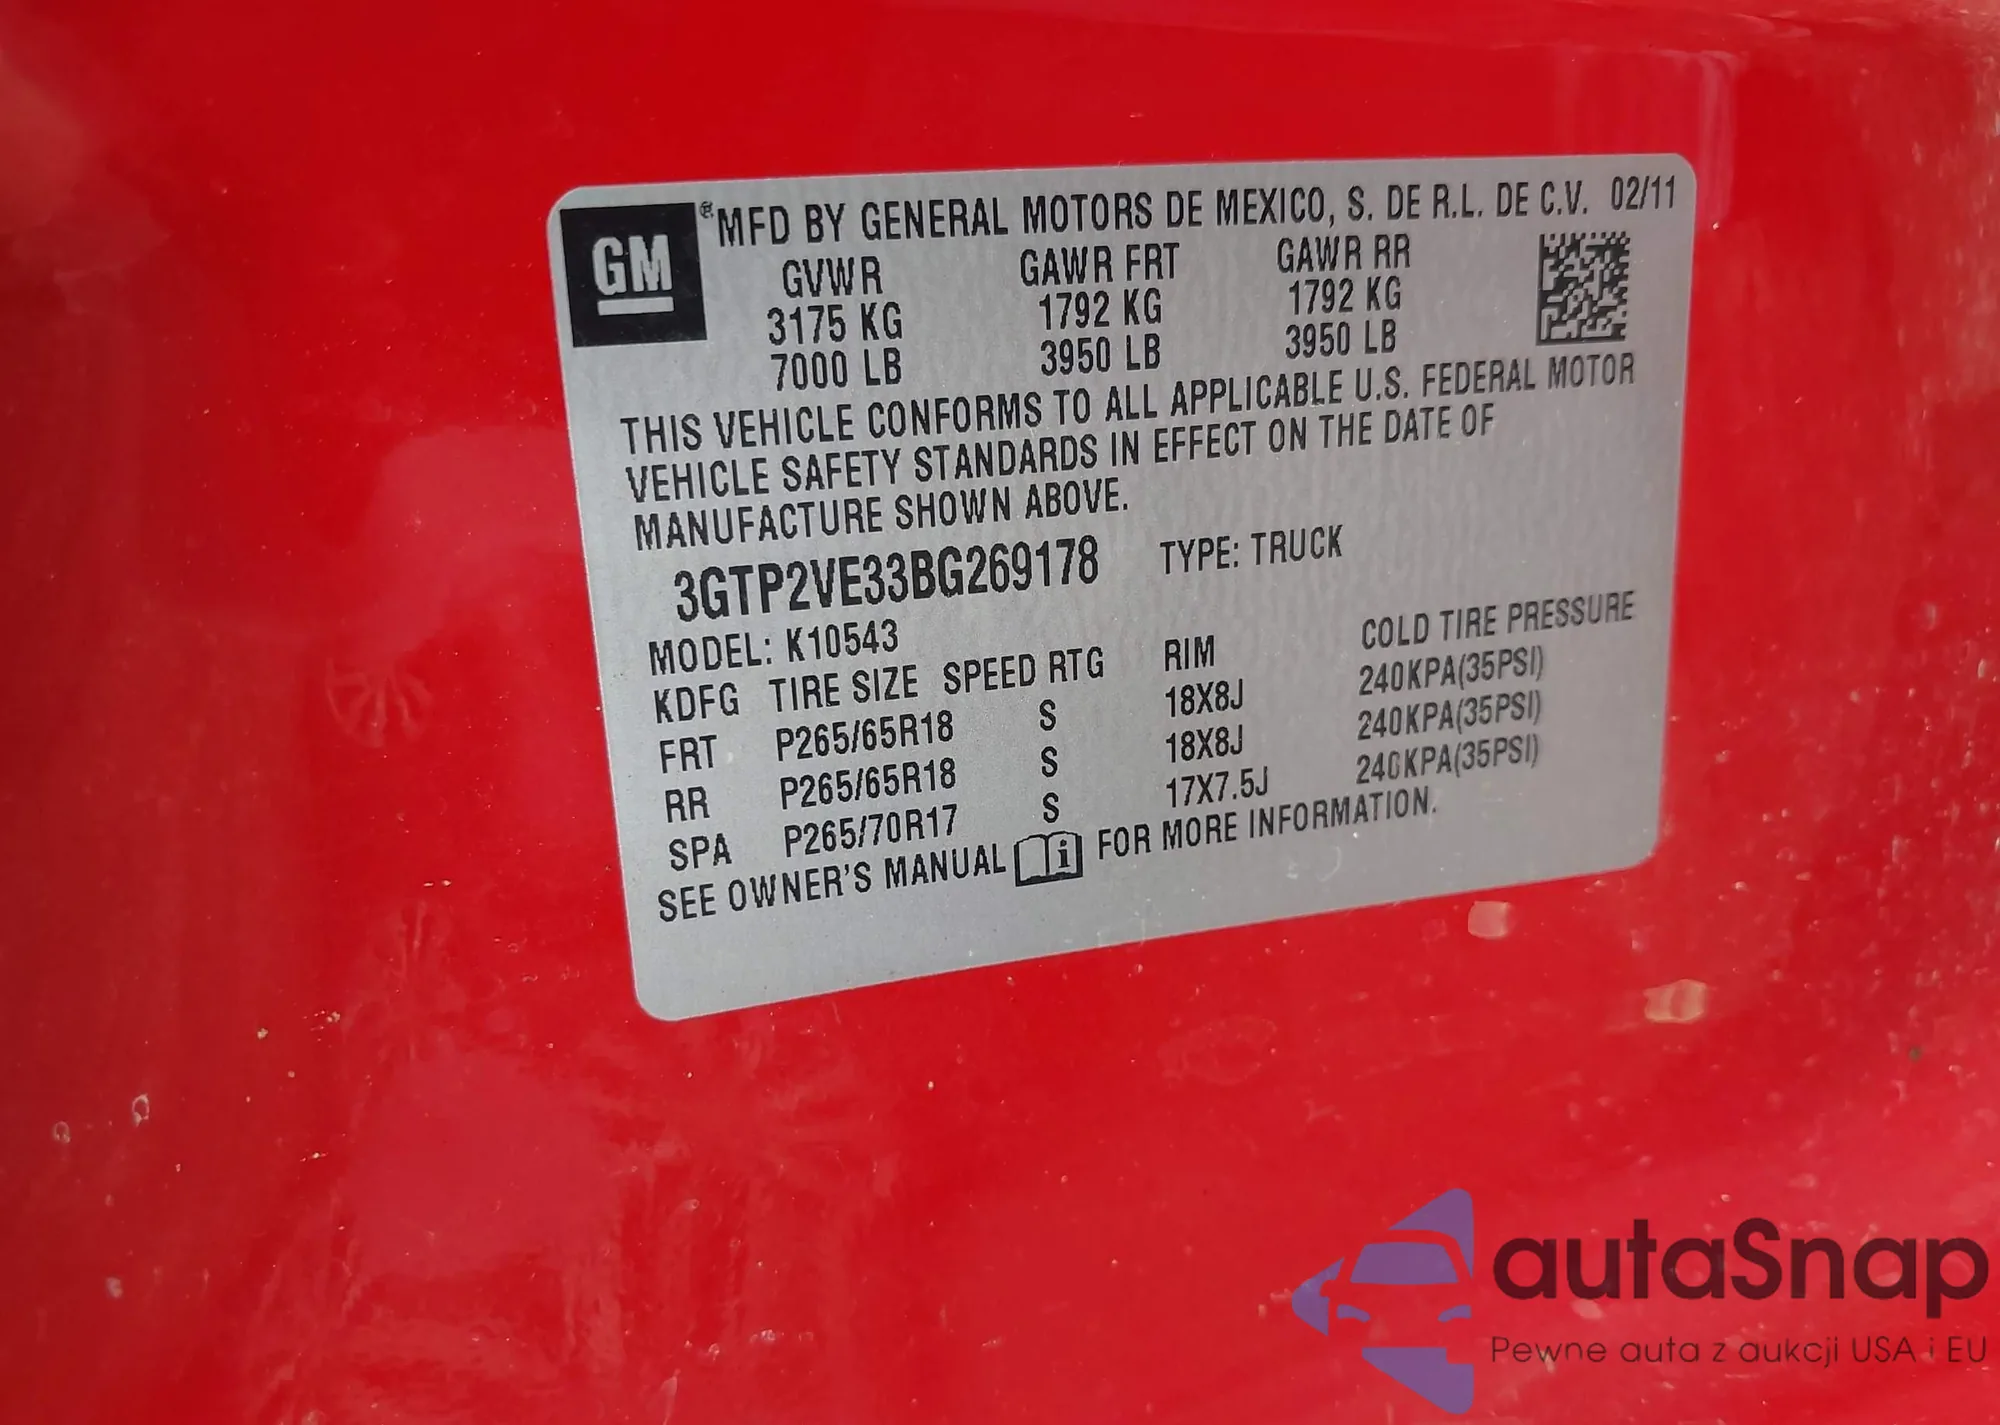 GM
®MFD BY GENERAL MOTORS DE MEXICO, S. DE R.L. DE C.V. 02/11
GVWR GAWR FRT GAWR RR
3175 KG 1792 KG 1792 KG
7000 LB 3950 LB 3950 LB
THIS VEHICLE CONFORMS TO ALL APPLICABLE U.S. FEDERAL MOTOR
VEHICLE SAFETY STANDARDS IN EFFECT ON THE DATE OF
MANUFACTURE SHOWN ABOVE.
3GTP2VE33BG269178 TYPE: TRUCK
MODEL: K10543
KDFG TIRE SIZE SPEED RTG RIM COLD TIRE PRESSURE
FRT P265/65R18 S 18X8J 240KPA(35PSI)
RR P265/65R18 S 18X8J 240KPA(35PSI)
SPA P265/70R17 S 17X7.5J 240KPA(35PSI)
SEE OWNER'S MANUAL i FOR MORE INFORMATION.
autaSnap
Pewne auta z aukcji USA i EU